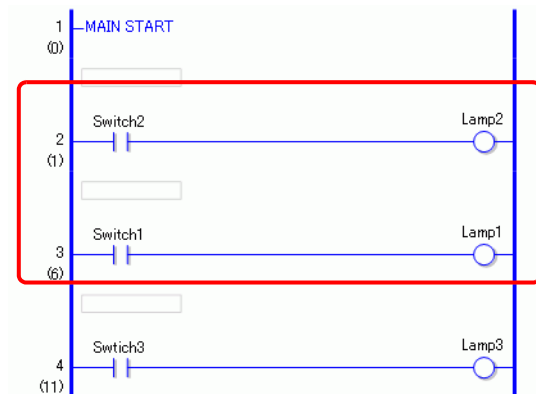 1 MAIN START
(0)
Switch2 Lamp2
2
(1)
Switch1 Lamp1
3
(6)
Swtich3 Lamp3
4
(11)